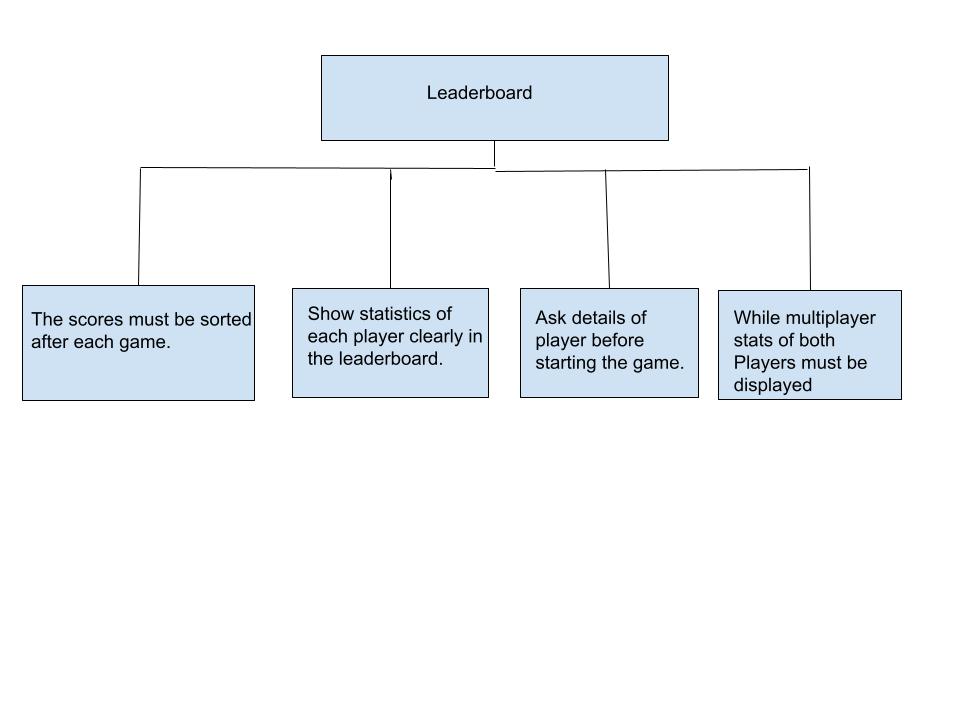 Leaderboard
The scores must be sorted
after each game.
Show statistics of
each player clearly in
the leaderboard.
Ask details of
player before
starting the game.
While multiplayer
stats of both
Players must be
displayed